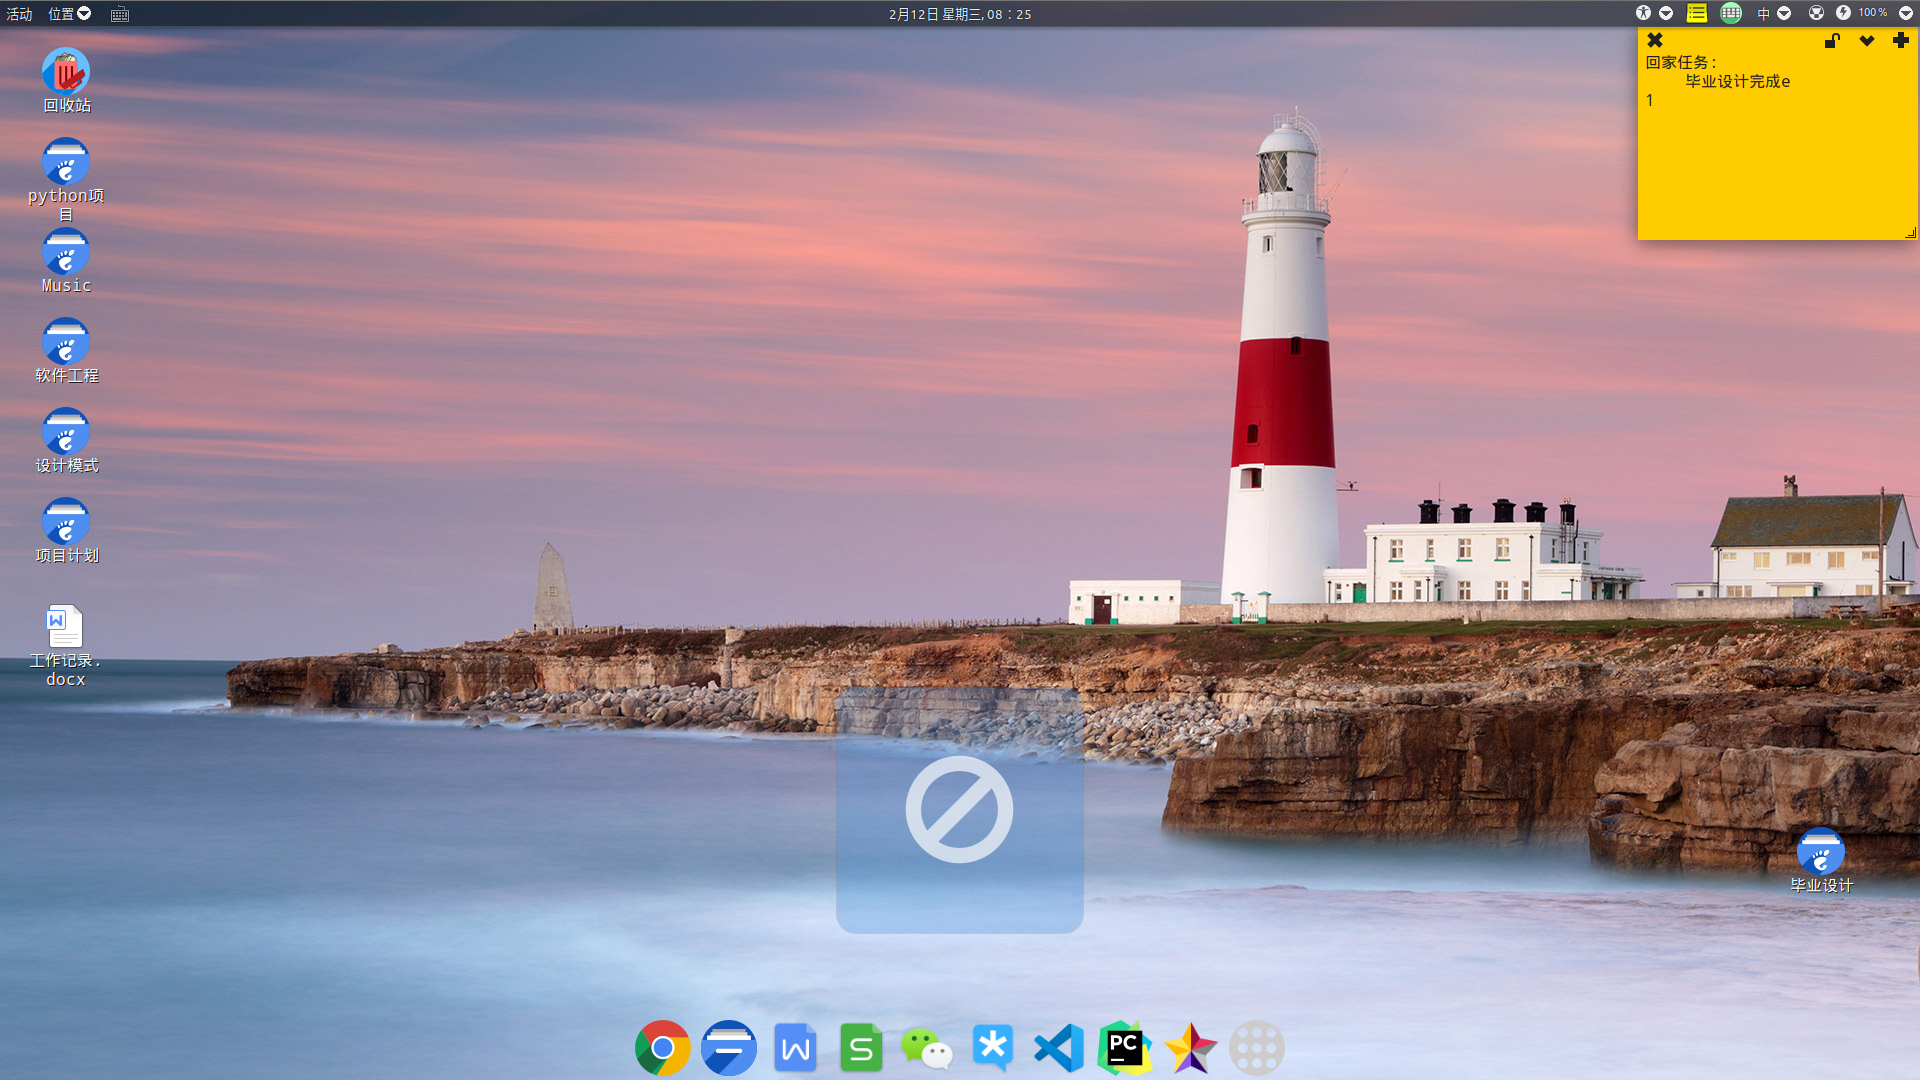 活动 位置
2月12日 星期三, 08∶25
中
100 %
回家任务:
毕业设计完成e
1
回收站
python项
目
Music
软件工程
设计模式
项目计划
W
工作记录.
docx
毕业设计
W
S
PC